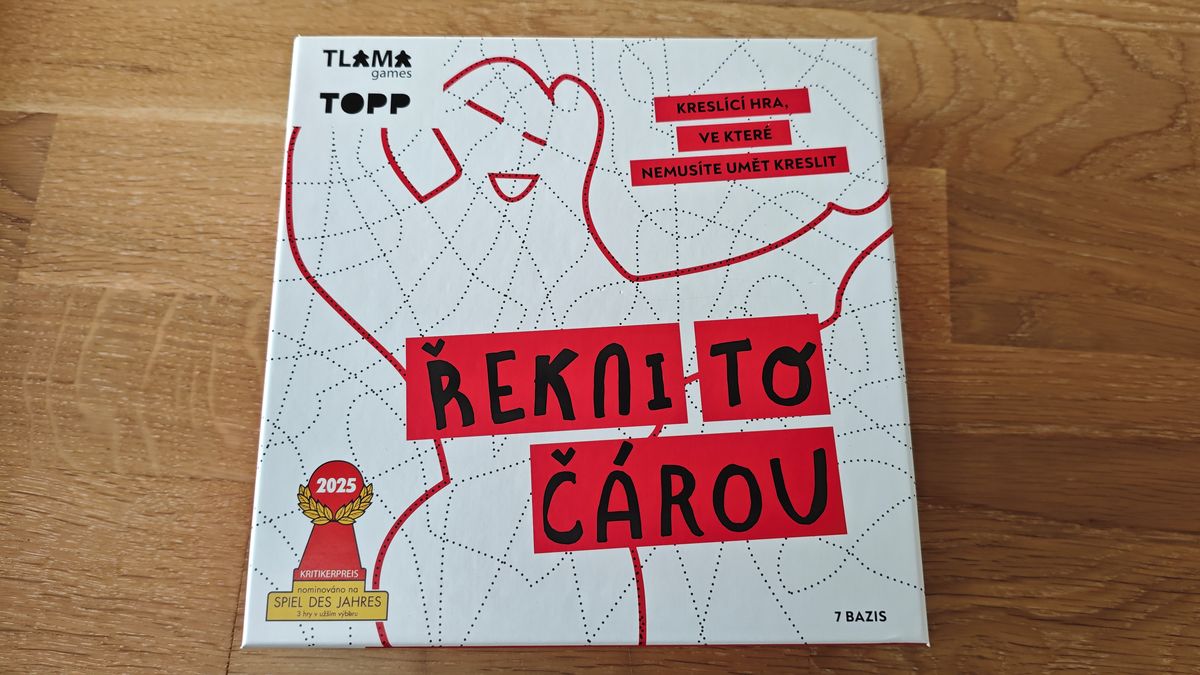 TLAMA
games
TOPP
KRESLÍCÍ HRA,
VE KTERÉ
NEMUSÍTE UMĚT KRESLIT
ŘEKNI TO
ČÁROU
2025
KRITIKERPREIS
nominováno na
SPIEL DES JAHRES
3 hry v užším výběru
7 BAZIS